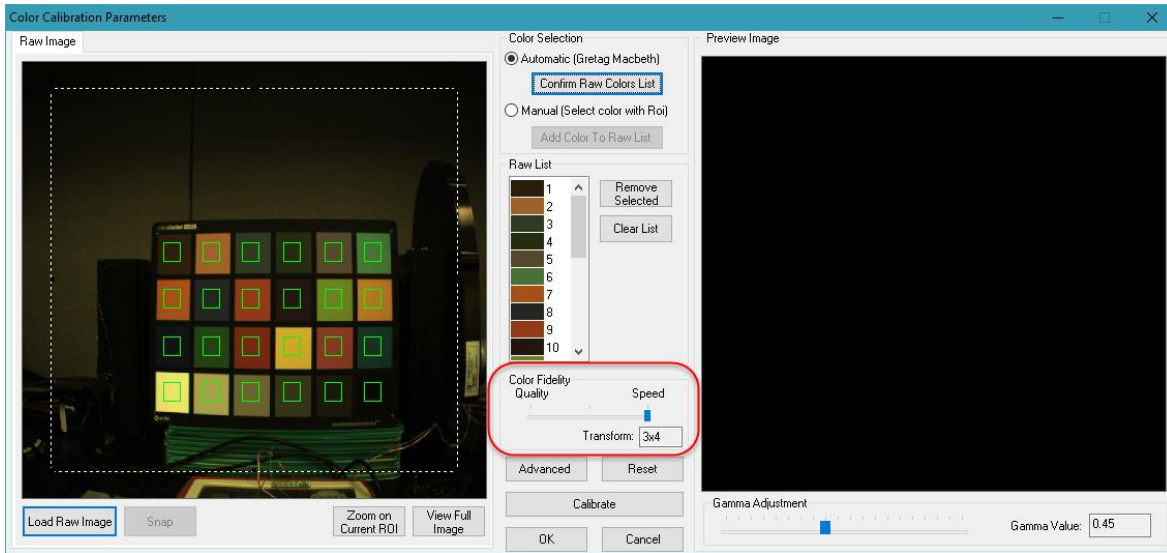 Color Calibration Parameters
Raw Image
Load Raw Image
Snap
Zoom on
Current ROI
View Full
Image
Color Selection
Automatic (Gretag Macbeth)
Confirm Raw Colors List
Manual (Select color with Roi)
Add Color To Raw List
Raw List
1
2
3
4
5
6
7
8
9
10
Remove
Selected
Clear List
Color Fidelity
Quality Speed
Transform: 3x4
Advanced Reset
Calibrate
OK Cancel
Preview Image
Gamma Adjustment
Gamma Value: 0.45